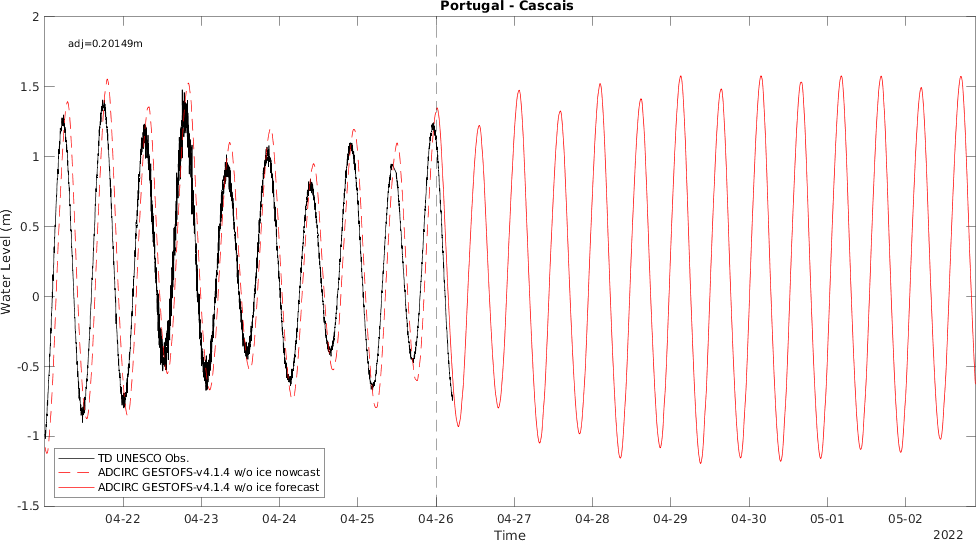 Portugal - Cascais
adj=0.20149m
2
1.5
1
0.5
0
-0.5
-1
-1.5
Water Level (m)
TD UNESCO Obs.
ADCIRC GESTOFS-v4.1.4 w/o ice nowcast
ADCIRC GESTOFS-v4.1.4 w/o ice forecast
04-22 04-23 04-24 04-25 04-26 04-27 04-28 04-29 04-30 05-01 05-02
Time
2022